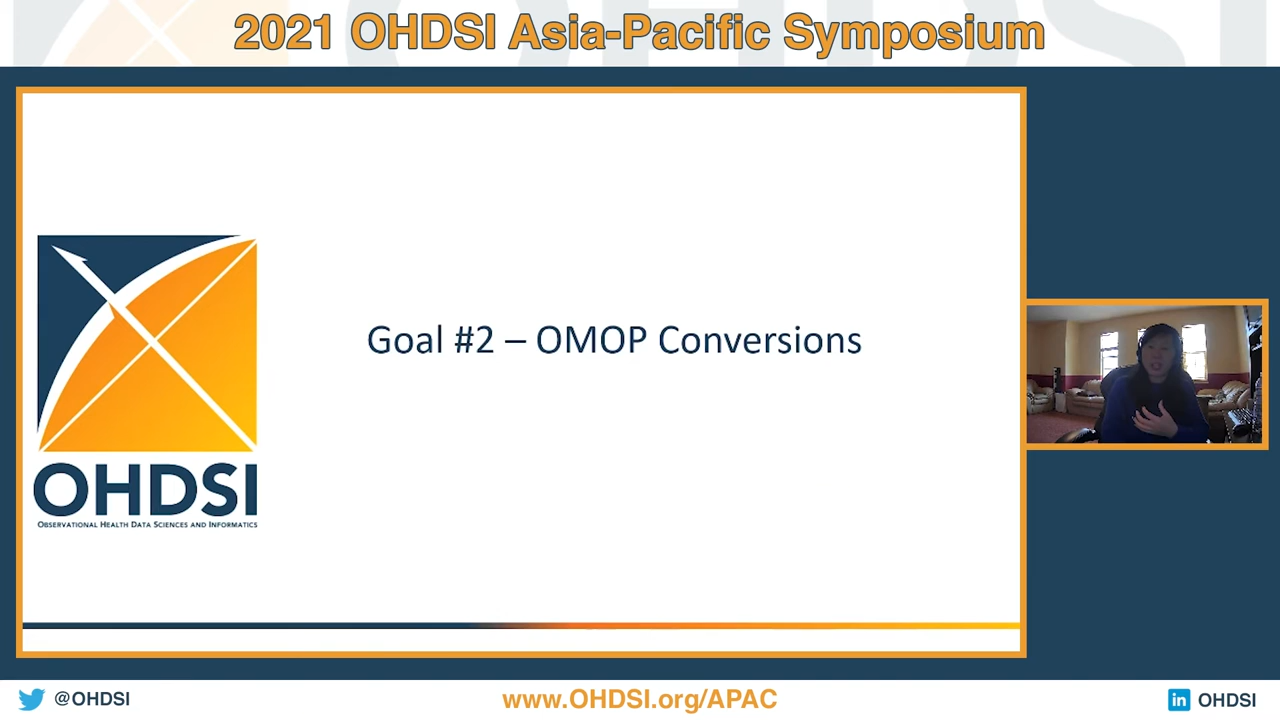 2021 OHDSI Asia-Pacific Symposium
Goal #2 – OMOP Conversions
OHDSI
OBSERVATIONAL HEALTH DATA SCIENCES AND INFORMATICS
@OHDSI
www.OHDSI.org/APAC
in OHDSI